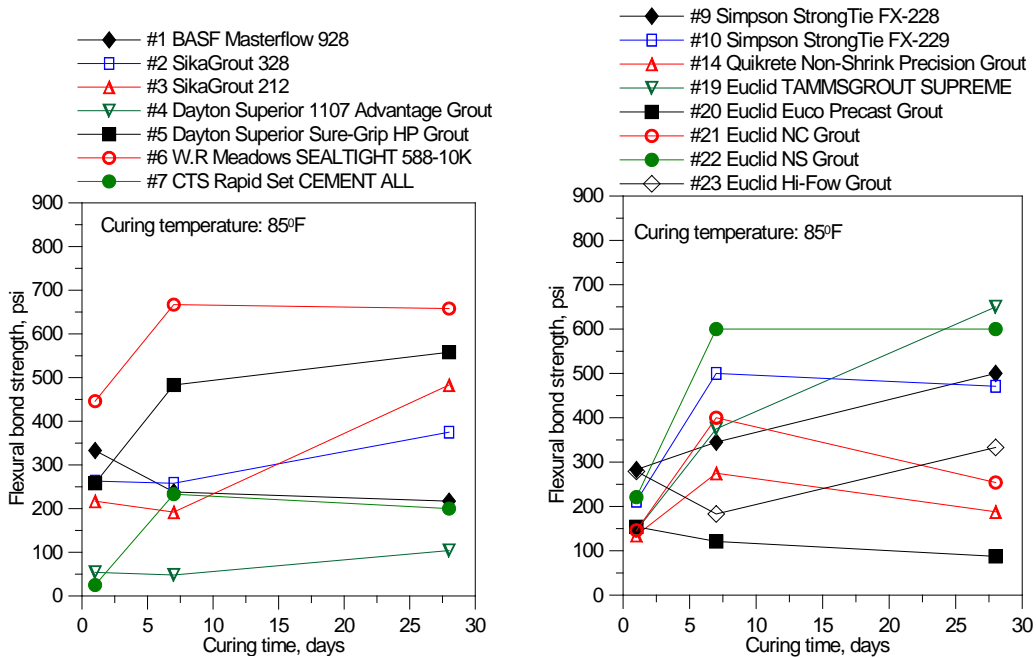 #1 BASF Masterflow 928
#2 SikaGrout 328
#3 SikaGrout 212
#4 Dayton Superior 1107 Advantage Grout
#5 Dayton Superior Sure-Grip HP Grout
#6 W.R Meadows SEALTIGHT 588-10K
#7 CTS Rapid Set CEMENT ALL
900
800
700
600
500
400
300
200
100
0
Flexural bond strength, psi
Curing temperature: 85⁰F
0 5 10 15 20 25 30
Curing time, days
#9 Simpson StrongTie FX-228
#10 Simpson StrongTie FX-229
#14 Quikrete Non-Shrink Precision Grout
#19 Euclid TAMMSGROUT SUPREME
#20 Euclid Euco Precast Grout
#21 Euclid NC Grout
#22 Euclid NS Grout
#23 Euclid Hi-Fow Grout
900
800
700
600
500
400
300
200
100
0
Flexural bond strength, psi
Curing temperature: 85⁰F
0 5 10 15 20 25 30
Curing time, days